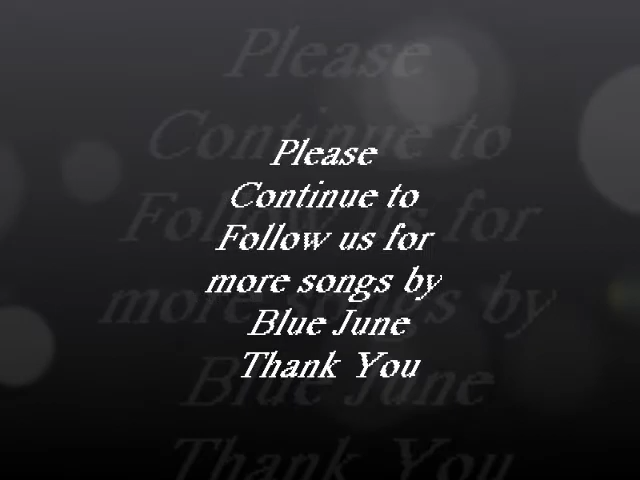 Please
Continue to
Follow us for
more songs by
Blue June
Thank You